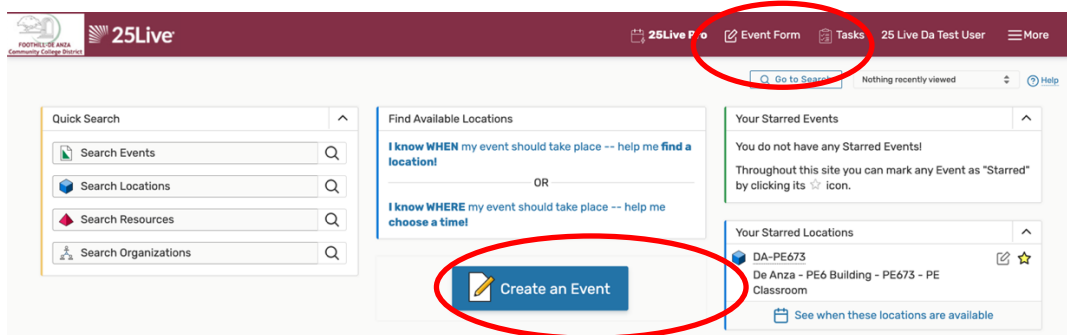 FOOTHILL-DE ANZA
Community College District
25Live
25Live Pro
Event Form
Tasks
25 Live Da Test User
More
Go to Search
Nothing recently viewed
Help
Quick Search
Search Events
Search Locations
Search Resources
Search Organizations
Find Available Locations
I know WHEN my event should take place -- help me find a
location!
OR
I know WHERE my event should take place -- help me
choose a time!
Create an Event
Your Starred Events
You do not have any Starred Events!
Throughout this site you can mark any Event as "Starred"
by clicking its icon.
Your Starred Locations
DA-PE673
De Anza - PE6 Building - PE673 - PE
Classroom
See when these locations are available